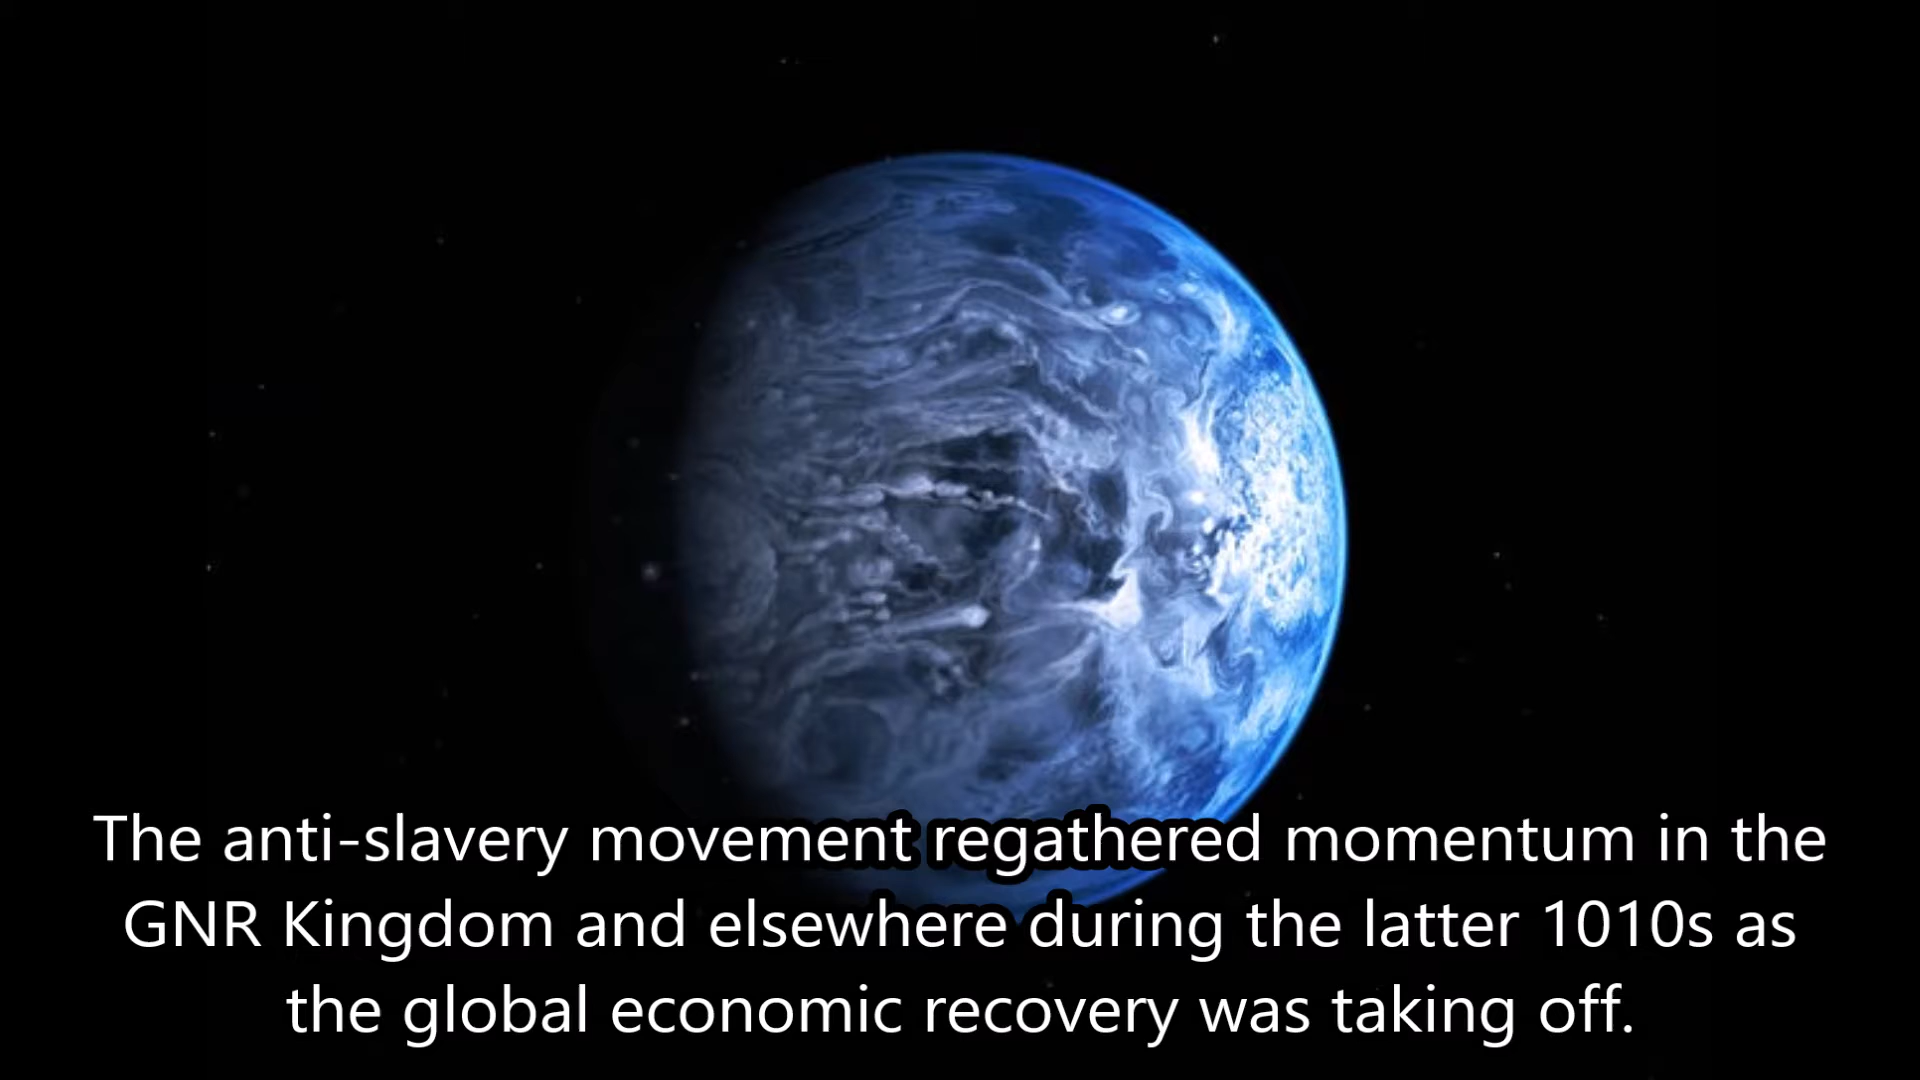 The anti-slavery movement regathered momentum in the
GNR Kingdom and elsewhere during the latter 1010s as
the global economic recovery was taking off.